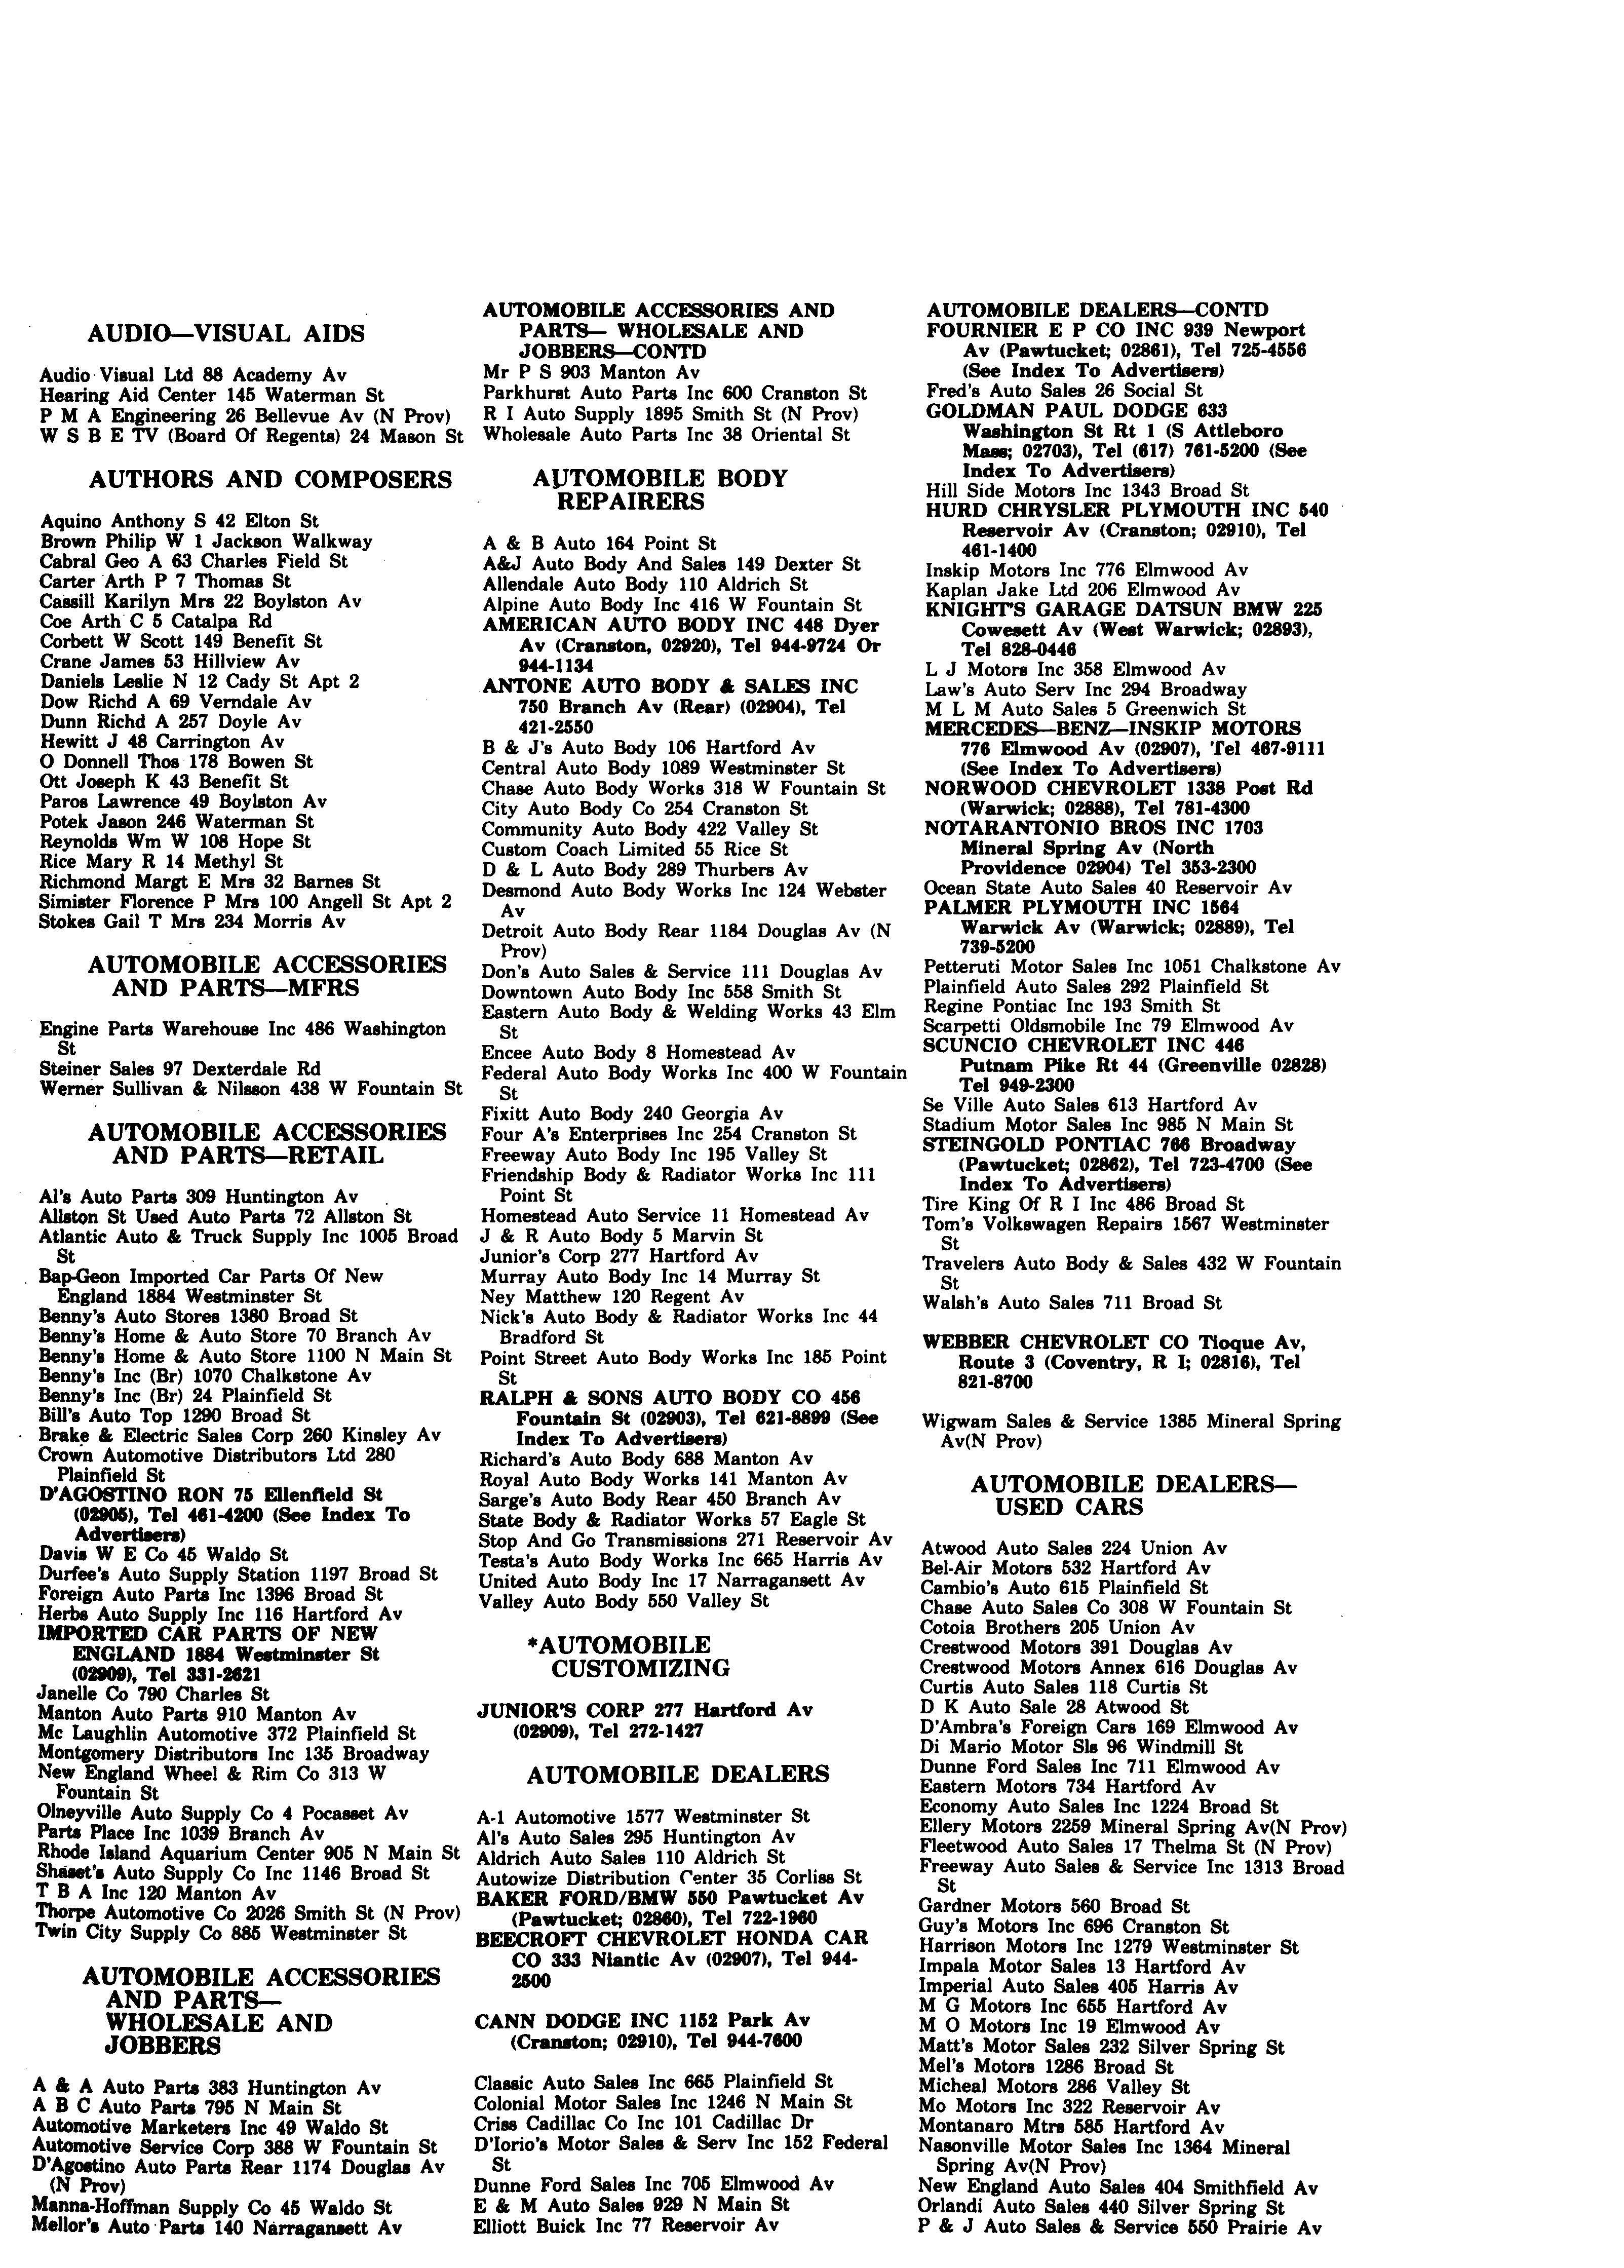 AUDIO—VISUAL AIDS
Audio Visual Ltd 88 Academy Av
Hearing Aid Center 145 Waterman St
P M A Engineering 26 Bellevue Av (N Prov)
W S B E TV (Board Of Regents) 24 Mason St
AUTHORS AND COMPOSERS
Aquino Anthony S 42 Elton St
Brown Philip W 1 Jackson Walkway
Cabral Geo A 63 Charles Field St
Carter Arth P 7 Thomas St
Cassill Karilyn Mrs 22 Boylston Av
Coe Arth C 5 Catalpa Rd
Corbett W Scott 149 Benefit St
Crane James 53 Hillview Av
Daniels Leslie N 12 Cady St Apt 2
Dow Richd A 69 Verndale Av
Dunn Richd A 257 Doyle Av
Hewitt J 48 Carrington Av
O Donnell Thos 178 Bowen St
Ott Joseph K 43 Benefit St
Paros Lawrence 49 Boylston Av
Potek Jason 246 Waterman St
Reynolds Wm W 108 Hope St
Rice Mary R 14 Methyl St
Richmond Margt E Mrs 32 Barnes St
Simister Florence P Mrs 100 Angell St Apt 2
Stokes Gail T Mrs 234 Morris Av
AUTOMOBILE ACCESSORIES
AND PARTS—MFRS
Engine Parts Warehouse Inc 486 Washington
St
Steiner Sales 97 Dexterdale Rd
Werner Sullivan & Nilsson 438 W Fountain St
AUTOMOBILE ACCESSORIES
AND PARTS—RETAIL
Al's Auto Parts 309 Huntington Av
Allston St Used Auto Parts 72 Allston St
Atlantic Auto & Truck Supply Inc 1005 Broad
St
Bap-Geon Imported Car Parts Of New
England 1884 Westminster St
Benny's Auto Stores 1380 Broad St
Benny's Home & Auto Store 70 Branch Av
Benny's Home & Auto Store 1100 N Main St
Benny's Inc (Br) 1070 Chalkstone Av
Benny's Inc (Br) 24 Plainfield St
Bill's Auto Top 1290 Broad St
Brake & Electric Sales Corp 260 Kinsley Av
Crown Automotive Distributors Ltd 280
Plainfield St
D'AGOSTINO RON 75 Ellenfield St
(02905), Tel 461-4200 (See Index To
Advertisers)
Davis W E Co 45 Waldo St
Durfee's Auto Supply Station 1197 Broad St
Foreign Auto Parts Inc 1396 Broad St
Herbs Auto Supply Inc 116 Hartford Av
IMPORTED CAR PARTS OF NEW
ENGLAND 1884 Westminster St
(02909), Tel 331-2621
Janelle Co 790 Charles St
Manton Auto Parts 910 Manton Av
Mc Laughlin Automotive 372 Plainfield St
Montgomery Distributors Inc 135 Broadway
New England Wheel & Rim Co 313 W
Fountain St
Olneyville Auto Supply Co 4 Pocasset Av
Parts Place Inc 1039 Branch Av
Rhode Island Aquarium Center 905 N Main St
Shaset's Auto Supply Co Inc 1146 Broad St
T B A Inc 120 Manton Av
Thorpe Automotive Co 2026 Smith St (N Prov)
Twin City Supply Co 885 Westminster St
AUTOMOBILE ACCESSORIES
AND PARTS—
WHOLESALE AND
JOBBERS
A & A Auto Parts 383 Huntington Av
A B C Auto Parts 795 N Main St
Automotive Marketers Inc 49 Waldo St
Automotive Service Corp 388 W Fountain St
D'Agostino Auto Parts Rear 1174 Douglas Av
(N Prov)
Manna-Hoffman Supply Co 45 Waldo St
Mellor's Auto Parts 140 Narragansett Av
AUTOMOBILE ACCESSORIES AND
PARTS— WHOLESALE AND
JOBBERS—CONTD
Mr P S 903 Manton Av
Parkhurst Auto Parts Inc 600 Cranston St
R I Auto Supply 1895 Smith St (N Prov)
Wholesale Auto Parts Inc 38 Oriental St
AUTOMOBILE BODY
REPAIRERS
A & B Auto 164 Point St
A&J Auto Body And Sales 149 Dexter St
Allendale Auto Body 110 Aldrich St
Alpine Auto Body Inc 416 W Fountain St
AMERICAN AUTO BODY INC 448 Dyer
Av (Cranston, 02920), Tel 944-9724 Or
944-1134
ANTONE AUTO BODY & SALES INC
750 Branch Av (Rear) (02904), Tel
421-2550
B & J's Auto Body 106 Hartford Av
Central Auto Body 1089 Westminster St
Chase Auto Body Works 318 W Fountain St
City Auto Body Co 254 Cranston St
Community Auto Body 422 Valley St
Custom Coach Limited 55 Rice St
D & L Auto Body 289 Thurbers Av
Desmond Auto Body Works Inc 124 Webster
Av
Detroit Auto Body Rear 1184 Douglas Av (N
Prov)
Don's Auto Sales & Service 111 Douglas Av
Downtown Auto Body Inc 558 Smith St
Eastern Auto Body & Welding Works 43 Elm
St
Encee Auto Body 8 Homestead Av
Federal Auto Body Works Inc 400 W Fountain
St
Fixitt Auto Body 240 Georgia Av
Four A's Enterprises Inc 254 Cranston St
Freeway Auto Body Inc 195 Valley St
Friendship Body & Radiator Works Inc 111
Point St
Homestead Auto Service 11 Homestead Av
J & R Auto Body 5 Marvin St
Junior's Corp 277 Hartford Av
Murray Auto Body Inc 14 Murray St
Ney Matthew 120 Regent Av
Nick's Auto Body & Radiator Works Inc 44
Bradford St
Point Street Auto Body Works Inc 185 Point
St
RALPH & SONS AUTO BODY CO 456
Fountain St (02903), Tel 621-8899 (See
Index To Advertisers)
Richard's Auto Body 688 Manton Av
Royal Auto Body Works 141 Manton Av
Sarge's Auto Body Rear 450 Branch Av
State Body & Radiator Works 57 Eagle St
Stop And Go Transmissions 271 Reservoir Av
Testa's Auto Body Works Inc 665 Harris Av
United Auto Body Inc 17 Narragansett Av
Valley Auto Body 550 Valley St
*AUTOMOBILE
CUSTOMIZING
JUNIOR'S CORP 277 Hartford Av
(02909), Tel 272-1427
AUTOMOBILE DEALERS
A-1 Automotive 1577 Westminster St
Al's Auto Sales 295 Huntington Av
Aldrich Auto Sales 110 Aldrich St
Autowize Distribution Center 35 Corliss St
BAKER FORD/BMW 550 Pawtucket Av
(Pawtucket; 02860), Tel 722-1960
BEECROFT CHEVROLET HONDA CAR
CO 333 Niantic Av (02907), Tel 944-
2500
CANN DODGE INC 1152 Park Av
(Cranston; 02910), Tel 944-7600
Classic Auto Sales Inc 665 Plainfield St
Colonial Motor Sales Inc 1246 N Main St
Criss Cadillac Co Inc 101 Cadillac Dr
D'Iorio's Motor Sales & Serv Inc 152 Federal
St
Dunne Ford Sales Inc 705 Elmwood Av
E & M Auto Sales 929 N Main St
Elliott Buick Inc 77 Reservoir Av
AUTOMOBILE DEALERS—CONTD
FOURNIER E P CO INC 939 Newport
Av (Pawtucket; 02861), Tel 725-4556
(See Index To Advertisers)
Fred's Auto Sales 26 Social St
GOLDMAN PAUL DODGE 633
Washington St Rt 1 (S Attleboro
Mass; 02703), Tel (617) 761-5200 (See
Index To Advertisers)
Hill Side Motors Inc 1343 Broad St
HURD CHRYSLER PLYMOUTH INC 540
Reservoir Av (Cranston; 02910), Tel
461-1400
Inskip Motors Inc 776 Elmwood Av
Kaplan Jake Ltd 206 Elmwood Av
KNIGHT'S GARAGE DATSUN BMW 225
Cowesett Av (West Warwick; 02893),
Tel 828-0446
L J Motors Inc 358 Elmwood Av
Law's Auto Serv Inc 294 Broadway
M L M Auto Sales 5 Greenwich St
MERCEDES—BENZ—INSKIP MOTORS
776 Elmwood Av (02907), Tel 467-9111
(See Index To Advertisers)
NORWOOD CHEVROLET 1338 Post Rd
(Warwick; 02888), Tel 781-4300
NOTARANTONIO BROS INC 1703
Mineral Spring Av (North
Providence 02904) Tel 353-2300
Ocean State Auto Sales 40 Reservoir Av
PALMER PLYMOUTH INC 1564
Warwick Av (Warwick; 02889), Tel
739-5200
Petteruti Motor Sales Inc 1051 Chalkstone Av
Plainfield Auto Sales 292 Plainfield St
Regine Pontiac Inc 193 Smith St
Scarpetti Oldsmobile Inc 79 Elmwood Av
SCUNCIO CHEVROLET INC 446
Putnam Pike Rt 44 (Greenville 02828)
Tel 949-2300
Se Ville Auto Sales 613 Hartford Av
Stadium Motor Sales Inc 985 N Main St
STEINGOLD PONTIAC 766 Broadway
(Pawtucket; 02862), Tel 723-4700 (See
Index To Advertisers)
Tire King Of R I Inc 486 Broad St
Tom's Volkswagen Repairs 1567 Westminster
St
Travelers Auto Body & Sales 432 W Fountain
St
Walsh's Auto Sales 711 Broad St
WEBBER CHEVROLET CO Tioque Av,
Route 3 (Coventry, R I; 02816), Tel
821-8700
Wigwam Sales & Service 1385 Mineral Spring
Av(N Prov)
AUTOMOBILE DEALERS—
USED CARS
Atwood Auto Sales 224 Union Av
Bel-Air Motors 532 Hartford Av
Cambio's Auto 615 Plainfield St
Chase Auto Sales Co 308 W Fountain St
Cotoia Brothers 205 Union Av
Crestwood Motors 391 Douglas Av
Crestwood Motors Annex 616 Douglas Av
Curtis Auto Sales 118 Curtis St
D K Auto Sale 28 Atwood St
D'Ambra's Foreign Cars 169 Elmwood Av
Di Mario Motor Sls 96 Windmill St
Dunne Ford Sales Inc 711 Elmwood Av
Eastern Motors 734 Hartford Av
Economy Auto Sales Inc 1224 Broad St
Ellery Motors 2259 Mineral Spring Av(N Prov)
Fleetwood Auto Sales 17 Thelma St (N Prov)
Freeway Auto Sales & Service Inc 1313 Broad
St
Gardner Motors 560 Broad St
Guy's Motors Inc 696 Cranston St
Harrison Motors Inc 1279 Westminster St
Impala Motor Sales 13 Hartford Av
Imperial Auto Sales 405 Harris Av
M G Motors Inc 655 Hartford Av
M O Motors Inc 19 Elmwood Av
Matt's Motor Sales 232 Silver Spring St
Mel's Motors 1286 Broad St
Micheal Motors 286 Valley St
Mo Motors Inc 322 Reservoir Av
Montanaro Mtrs 585 Hartford Av
Nasonville Motor Sales Inc 1364 Mineral
Spring Av(N Prov)
New England Auto Sales 404 Smithfield Av
Orlandi Auto Sales 440 Silver Spring St
P & J Auto Sales & Service 550 Prairie Av